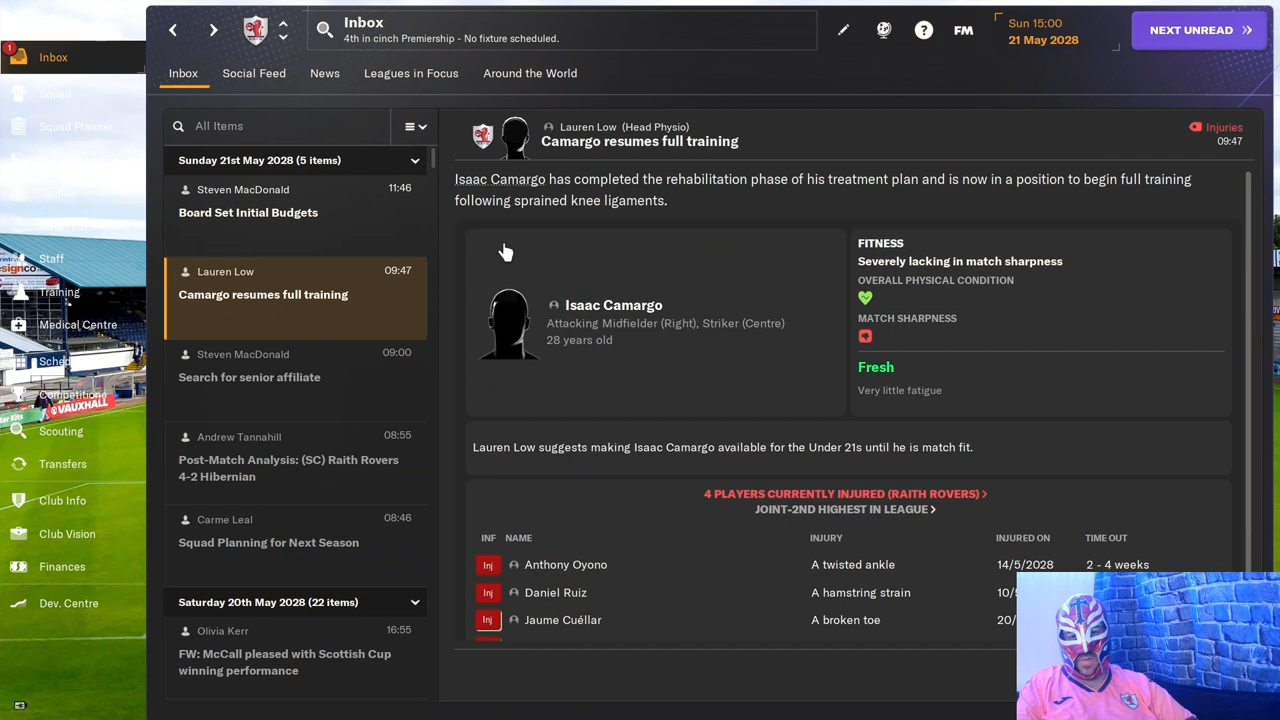 Inbox
4th in cinch Premiership - No fixture scheduled.
FM
Sun 15:00
21 May 2028
NEXT UNREAD
1
Inbox
Squad
Squad Planner
Staff
Training
Medical Centre
Competitions
VAUXHALL
Scouting
Transfers
Club Info
Club Vision
Finances
Dev. Centre
Inbox
Social Feed
News
Leagues in Focus
Around the World
All Items
Sunday 21st May 2028 (5 items)
Steven MacDonald
11:46
Board Set Initial Budgets
Lauren Low
09:47
Camargo resumes full training
Steven MacDonald
09:00
Search for senior affiliate
Andrew Tannahill
08:55
Post-Match Analysis: (SC) Raith Rovers
4-2 Hibernian
Carme Leal
08:46
Squad Planning for Next Season
Saturday 20th May 2028 (22 items)
Olivia Kerr
16:55
FW: McCall pleased with Scottish Cup
winning performance
Lauren Low (Head Physio)
Camargo resumes full training
Injuries
09:47
Isaac Camargo has completed the rehabilitation phase of his treatment plan and is now in a position to begin full training
following sprained knee ligaments.
Isaac Camargo
Attacking Midfielder (Right), Striker (Centre)
28 years old
FITNESS
Severely lacking in match sharpness
OVERALL PHYSICAL CONDITION
MATCH SHARPNESS
Fresh
Very little fatigue
Lauren Low suggests making Isaac Camargo available for the Under 21s until he is match fit.
4 PLAYERS CURRENTLY INJURED (RAITH ROVERS) >
JOINT-2ND HIGHEST IN LEAGUE >
INF NAME INJURY INJURED ON TIME OUT
Inj Anthony Oyono A twisted ankle 14/5/2028 2 - 4 weeks
Inj Daniel Ruiz A hamstring strain 10/5
Inj Jaume Cuéllar A broken toe 20/